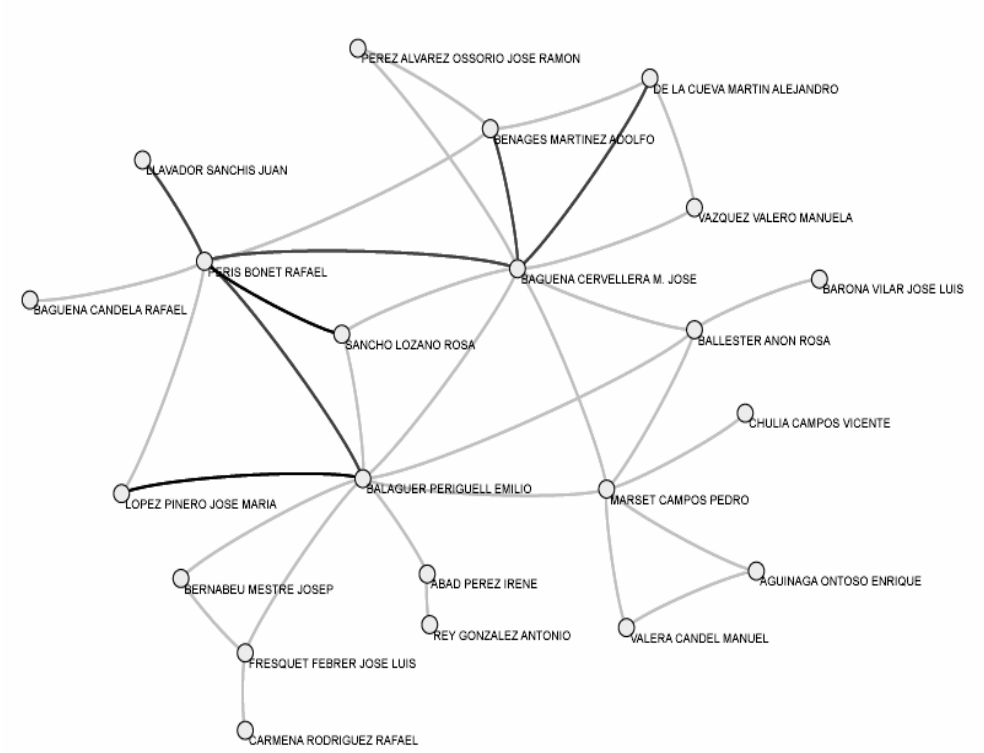 PEREZ ALVAREZ OSSORIO JOSE RAMON
DE LA CUEVA MARTIN ALEJANDRO
BENAGES MARTINEZ ADOLFO
LLAVADOR SANCHIS JUAN
VAZQUEZ VALERO MANUELA
PERIS BONET RAFAEL
BAGUENA CERVELLERA M. JOSE
BARONA VILAR JOSE LUIS
BAGUENA CANDELA RAFAEL
SANCHO LOZANO ROSA
BALLESTER ANON ROSA
CHULIA CAMPOS VICENTE
BALAGUER PERIGUELL EMILIO
LOPEZ PINERO JOSE MARIA
MARSET CAMPOS PEDRO
BERNABEU MESTRE JOSEP
ABAD PEREZ IRENE
AGUINAGA ONTOSO ENRIQUE
REY GONZALEZ ANTONIO
VALERA CANDEL MANUEL
FRESQUET FEBRER JOSE LUIS
CARMENA RODRIGUEZ RAFAEL